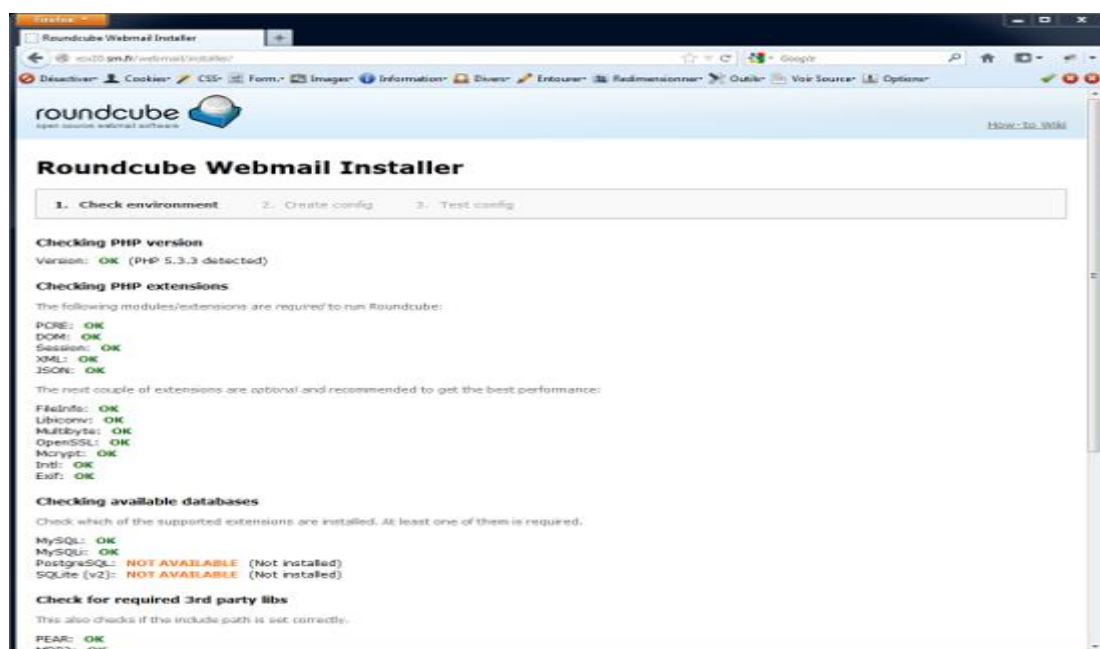 Firefox
Roundcube Webmail Installer
sm.fr/webmail/installer/
Google
Désactiver Cookies CSS Form. Images Information Divers Entourer Redimensionner Outils Voir Source Options
roundcube
open source webmail software
How-to Wiki
Roundcube Webmail Installer
1. Check environment 2. Create config 3. Test config
Checking PHP version
Version: OK (PHP 5.3.3 detected)
Checking PHP extensions
The following modules/extensions are required to run Roundcube:
PCRE: OK
DOM: OK
Session: OK
XML: OK
JSON: OK
The next couple of extensions are optional and recommended to get the best performance:
FileInfo: OK
Libiconv: OK
Multibyte: OK
OpenSSL: OK
Mcrypt: OK
Intl: OK
Exif: OK
Checking available databases
Check which of the supported extensions are installed. At least one of them is required.
MySQL: OK
MySQLi: OK
PostgreSQL: NOT AVAILABLE (Not installed)
SQLite (v2): NOT AVAILABLE (Not installed)
Check for required 3rd party libs
This also checks if the include path is set correctly.
PEAR: OK